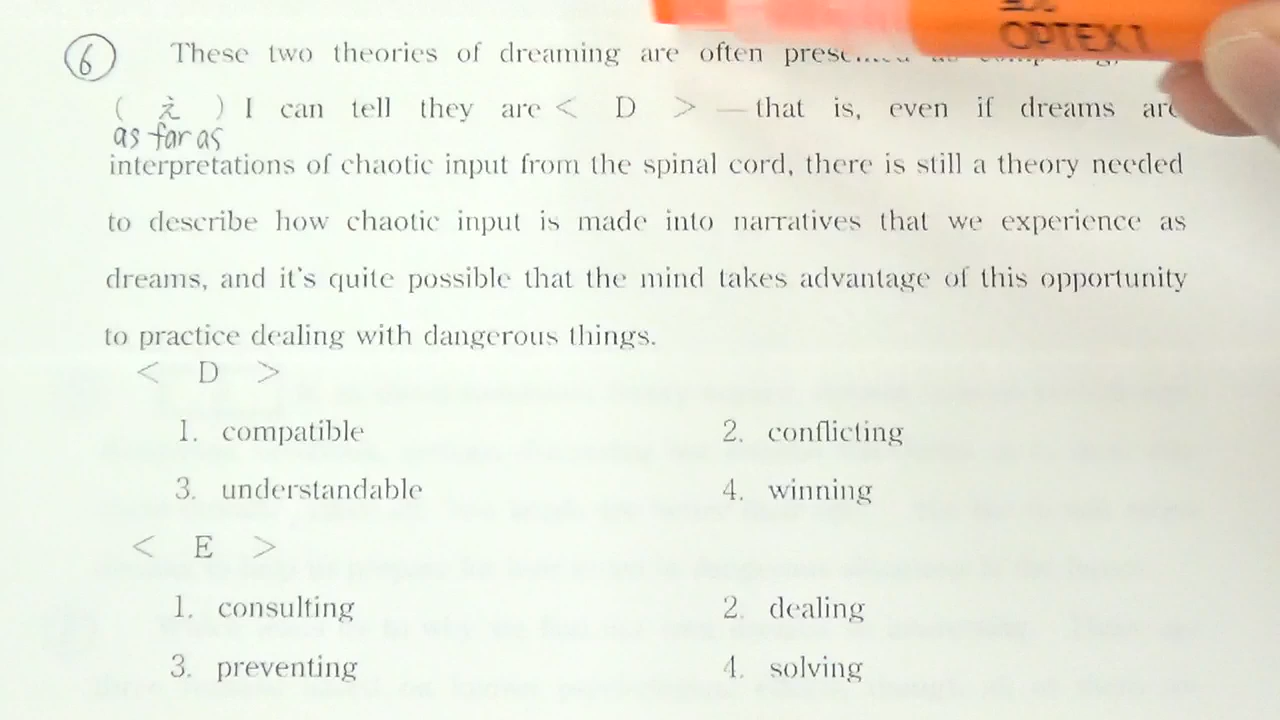 OPTEX 1
6 These two theories of dreaming are often
( え ) I can tell they are < D > — that is, even if dreams are
as far as
interpretations of chaotic input from the spinal cord, there is still a theory needed
to describe how chaotic input is made into narratives that we experience as
dreams, and it's quite possible that the mind takes advantage of this opportunity
to practice dealing with dangerous things.
< D >
1. compatible 2. conflicting
3. understandable 4. winning
< E >
1. consulting 2. dealing
3. preventing 4. solving